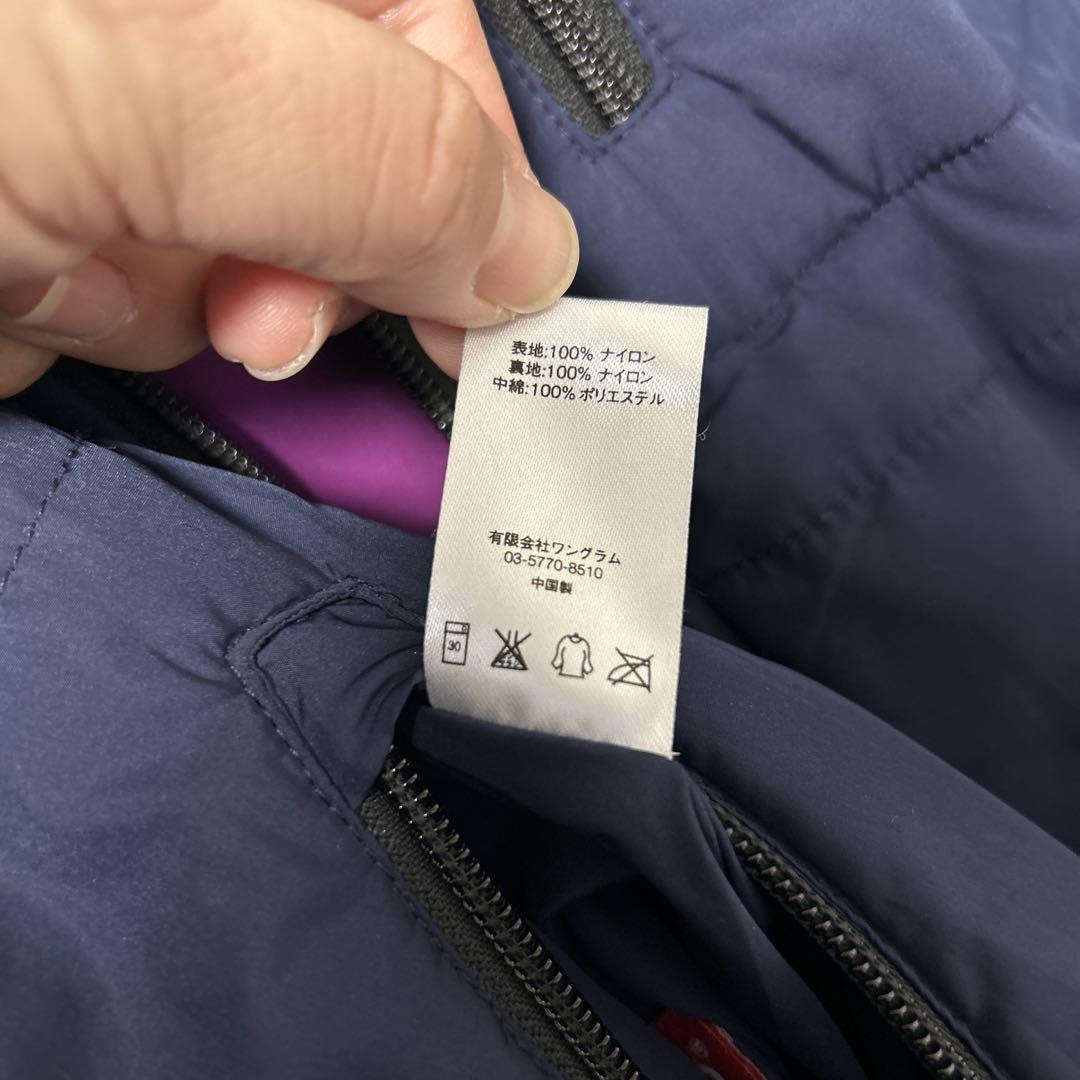 表地:100% ナイロン
裏地:100% ナイロン
中綿:100% ポリエステル
有限会社ワングラム
03-5770-8510
中国製
30